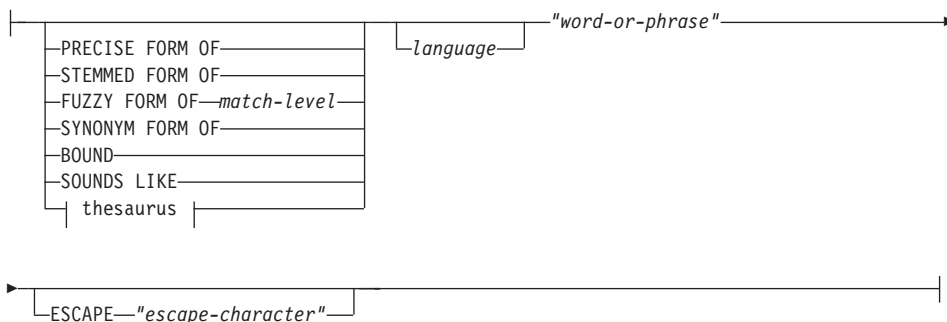 "word-or-phrase"
PRECISE FORM OF
language
STEMMED FORM OF
FUZZY FORM OF match-level
SYNONYM FORM OF
BOUND
SOUNDS LIKE
thesaurus
ESCAPE "escape-character"